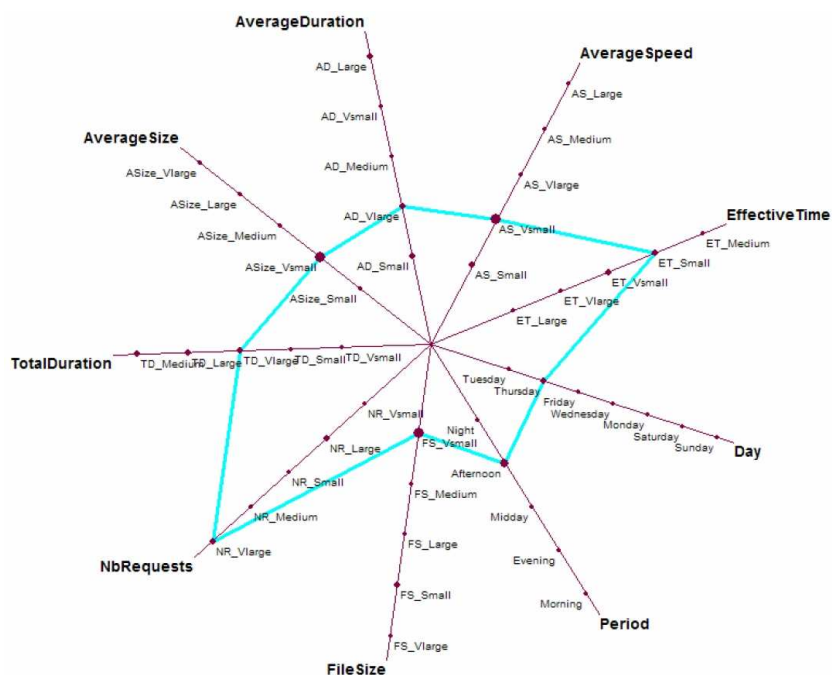 AverageDuration
AverageSpeed
AD_Large
AS_Large
AD_Vsmall
AS_Medium
AverageSize
ASize_Vlarge
AD_Medium
AS_Vlarge
ASize_Large
EffectiveTime
AD_Vlarge
AS_Vsmall
ASize_Medium
ET_Medium
ET_Small
AD_Small
AS_Small
ASize_Vsmall
ET_Vsmall
ET_Vlarge
ASize_Small
ET_Large
TotalDuration
TD_Medium
TD_Large
TD_Vlarge
TD_Small
TD_Vsmall
Tuesday
Thursday
Friday
Wednesday
Monday
Saturday
Sunday
Day
NR_Vsmall
Night
FS_Vsmall
NR_Large
Afternoon
NR_Small
FS_Medium
NR_Medium
Midday
FS_Large
NR_Vlarge
NbRequests
Evening
FS_Small
Morning
Period
FS_Vlarge
FileSize